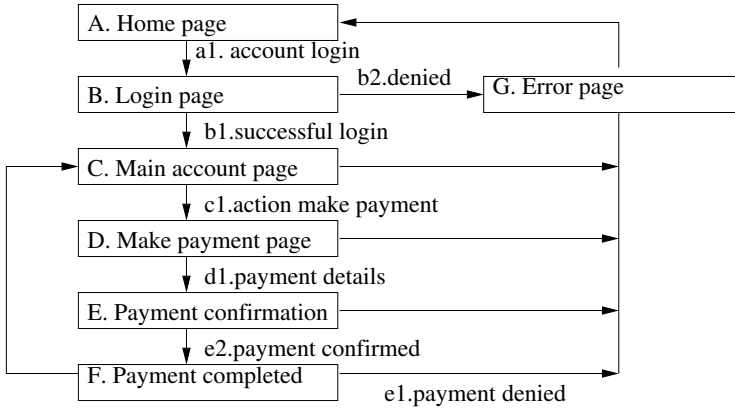 A. Home page
a1. account login
b2.denied
B. Login page
G. Error page
b1.successful login
C. Main account page
c1.action make payment
D. Make payment page
d1.payment details
E. Payment confirmation
e2.payment confirmed
F. Payment completed
e1.payment denied